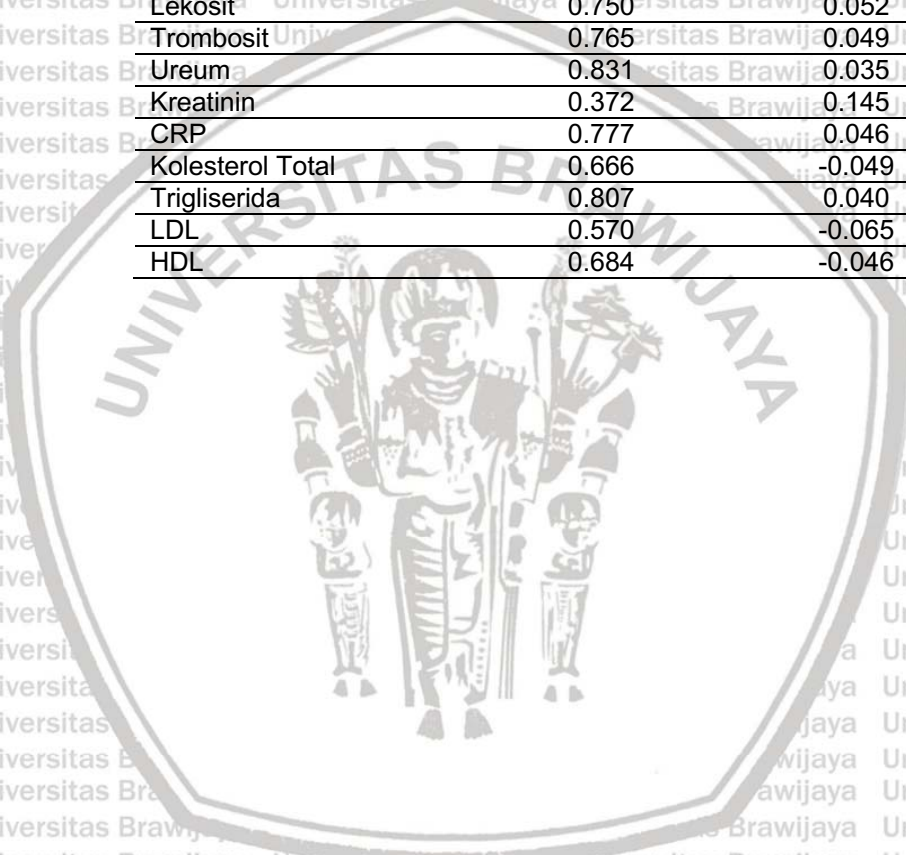 Lekosit 0.750 0.052
Trombosit 0.765 0.049
Ureum 0.831 0.035
Kreatinin 0.372 0.145
CRP 0.777 0.046
Kolesterol Total 0.666 -0.049
Trigliserida 0.807 0.040
LDL 0.570 -0.065
HDL 0.684 -0.046
UNIVERSITAS BRAWIJAYA